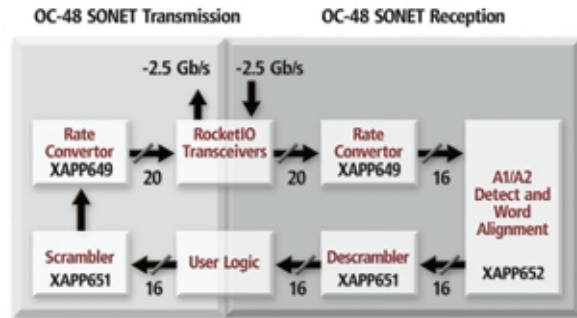 OC-48 SONET Transmission
OC-48 SONET Reception
-2.5 Gb/s
-2.5 Gb/s
Rate
Convertor
XAPP649
20
RocketIO
Transceivers
20
Rate
Convertor
XAPP649
16
A1/A2
Detect and
Word
Alignment
XAPP652
Scrambler
XAPP651
16
User Logic
16
Descrambler
XAPP651
16